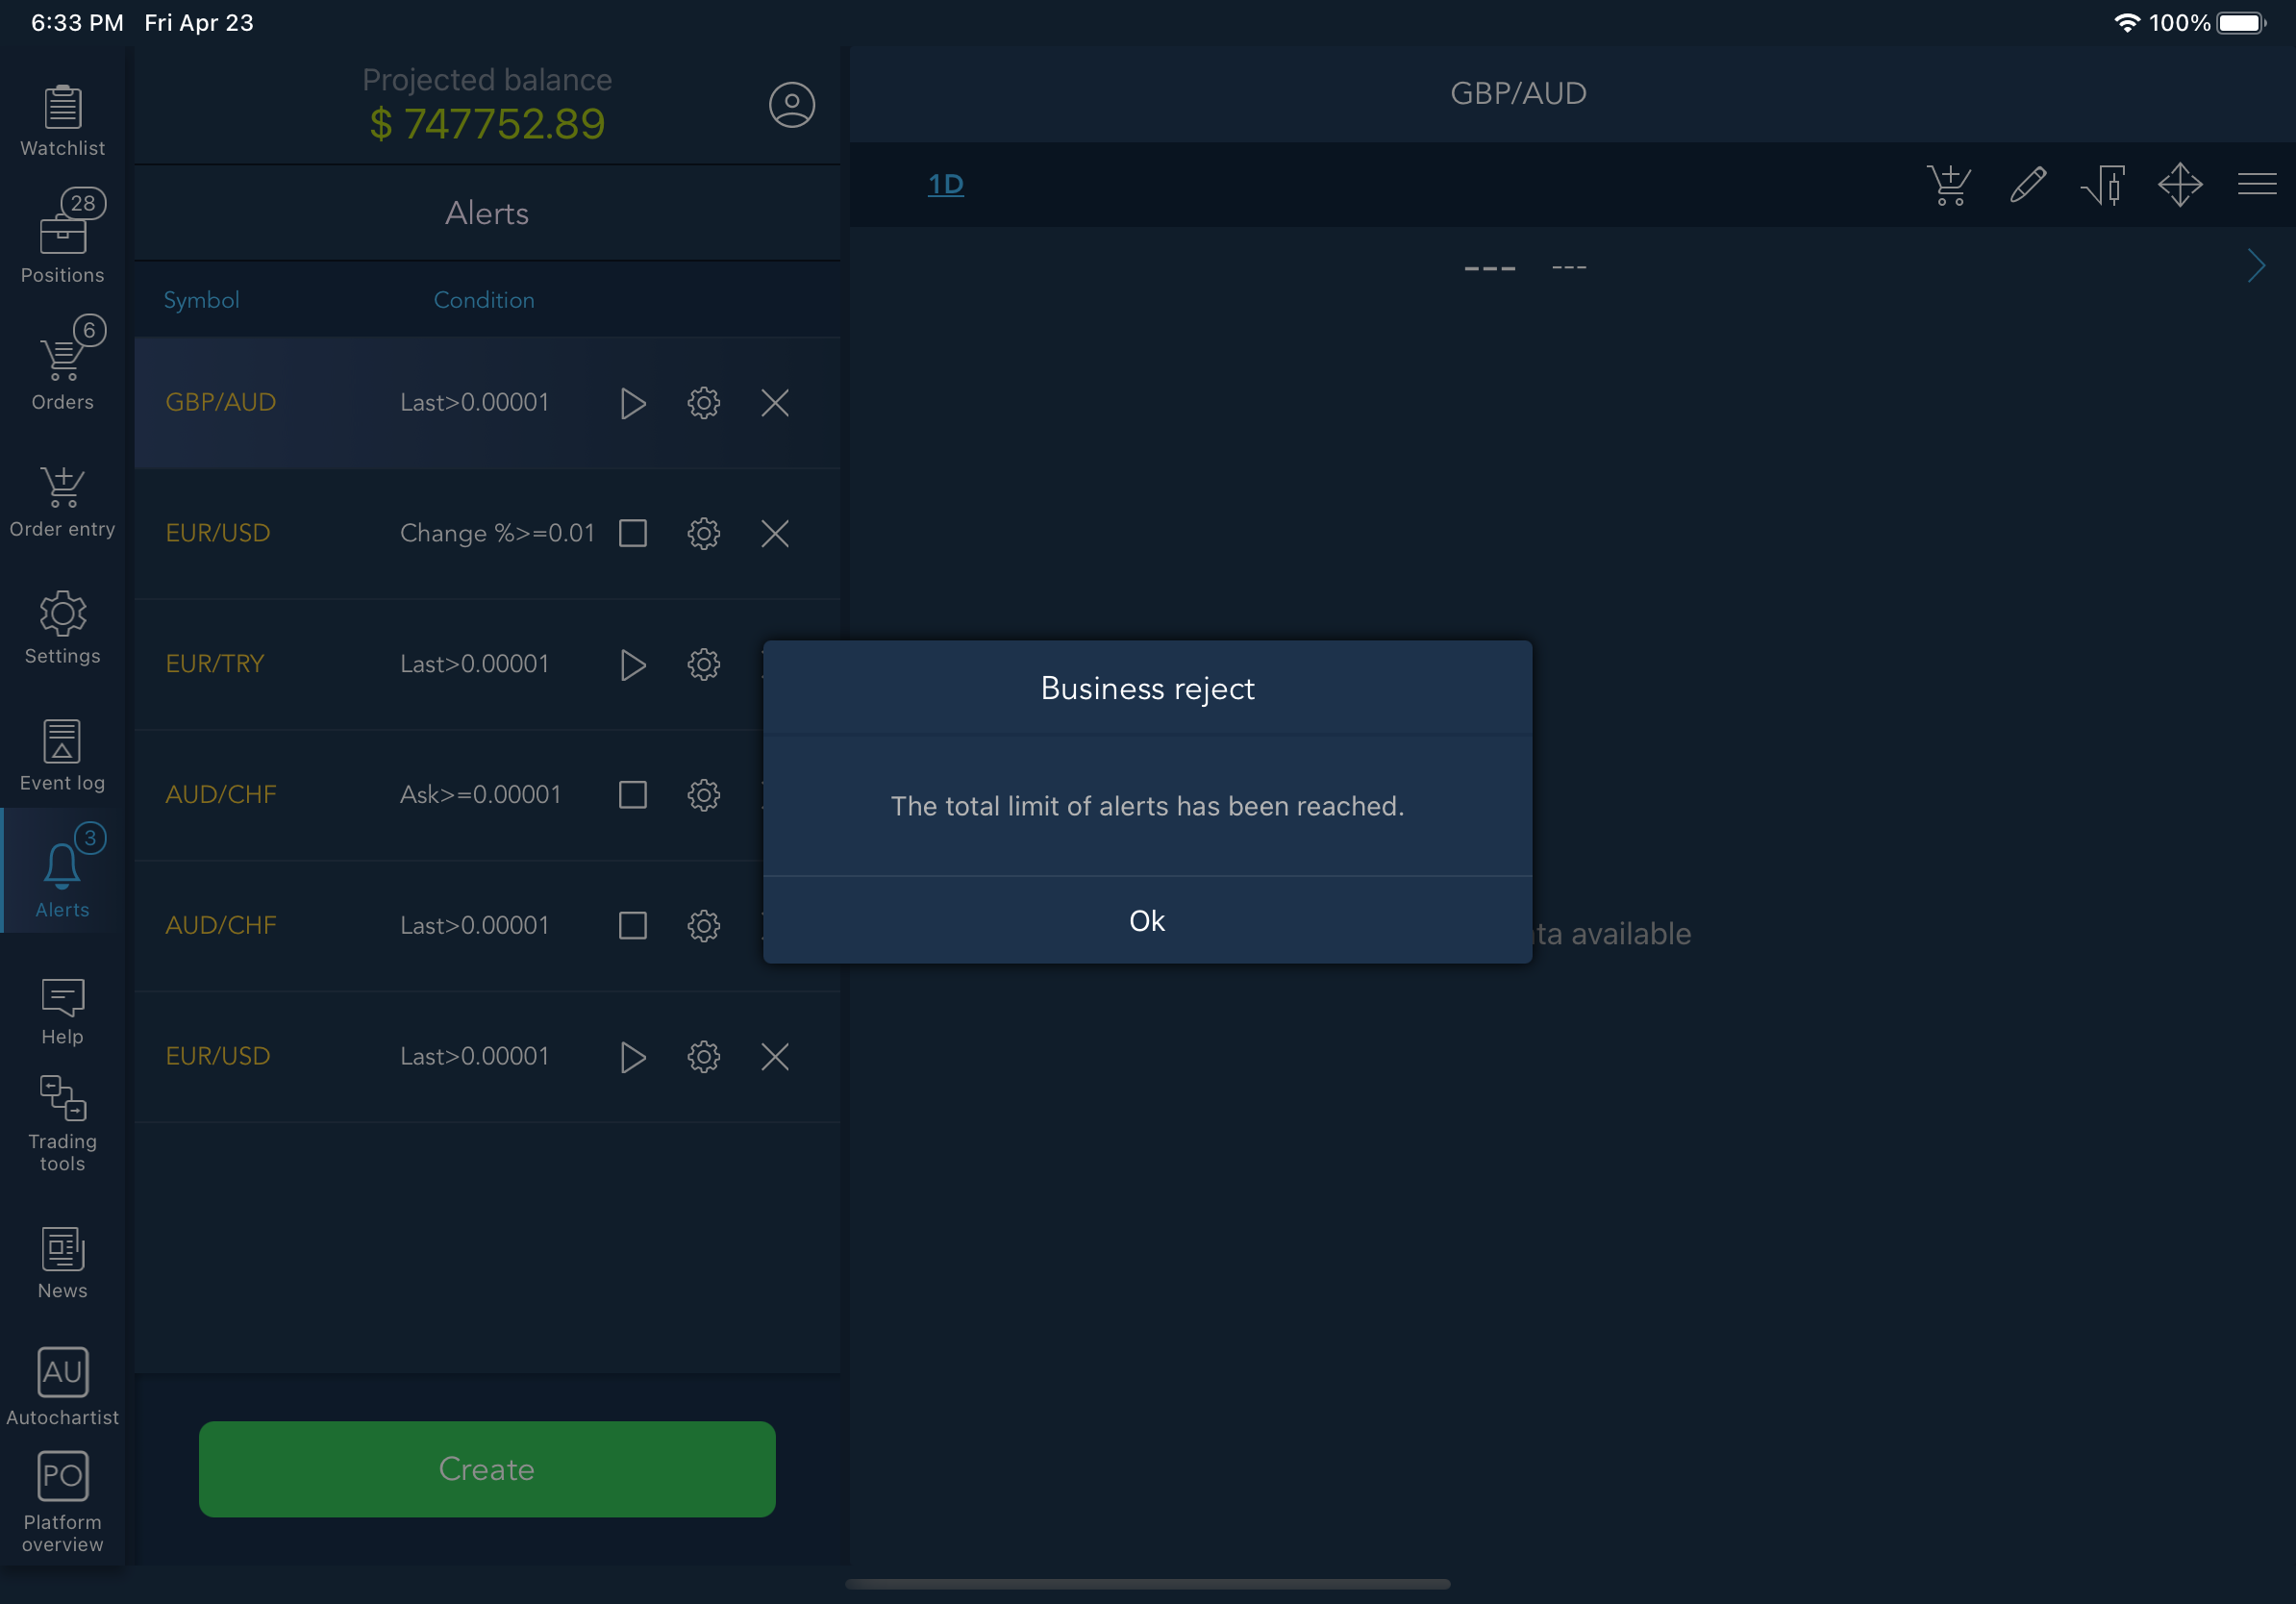 6:33 PM Fri Apr 23
100%
Watchlist
28
Positions
6
Orders
Order entry
Settings
Event log
3
Alerts
Help
Trading
tools
News
AU
Autochartist
PO
Platform
overview
Projected balance
$ 747752.89
Alerts
Symbol Condition
GBP/AUD Last>0.00001
EUR/USD Change %>=0.01
EUR/TRY Last>0.00001
AUD/CHF Ask>=0.00001
AUD/CHF Last>0.00001
EUR/USD Last>0.00001
Create
GBP/AUD
1D
--- ---
Business reject
The total limit of alerts has been reached.
Ok
available